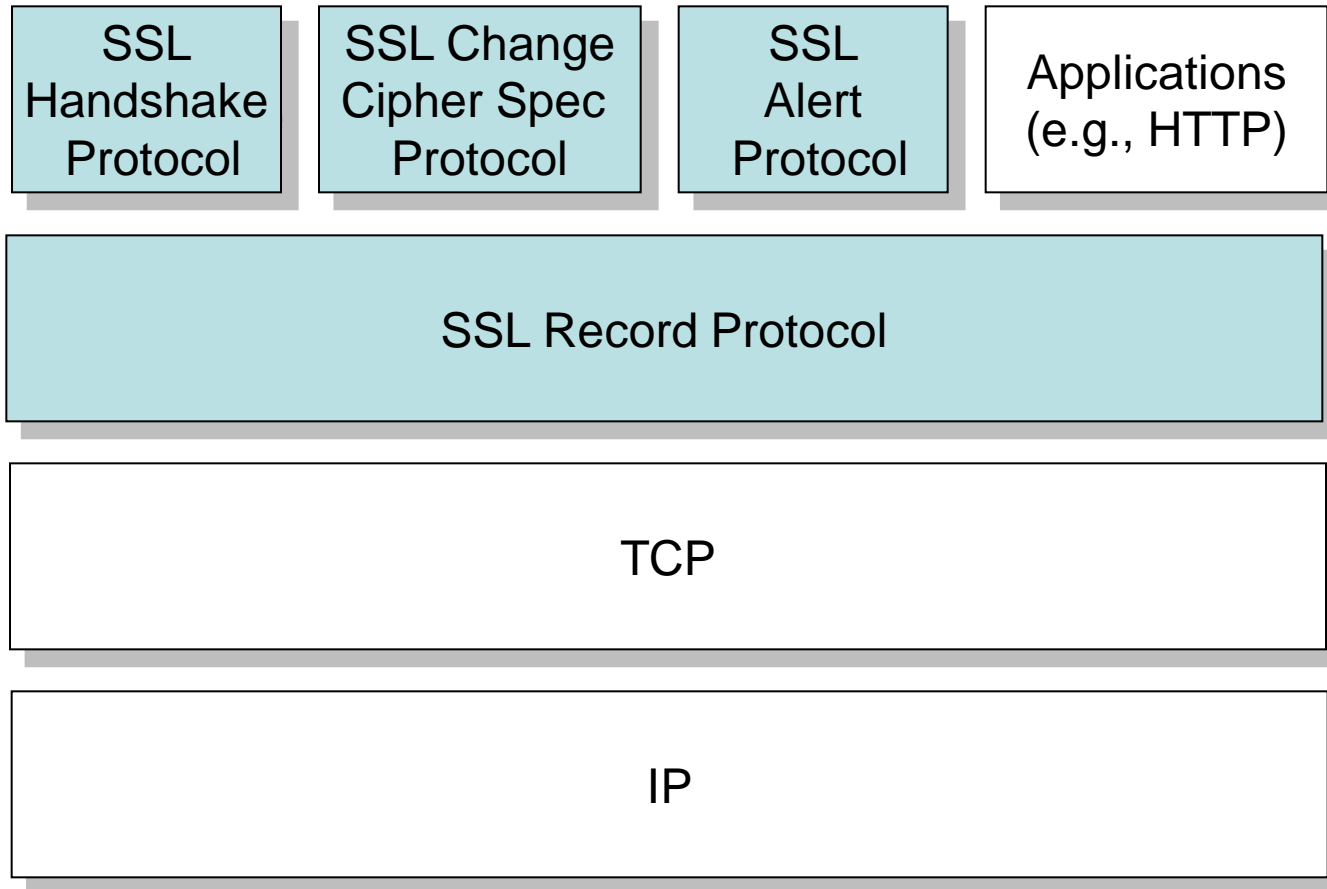 SSL
Handshake
Protocol
SSL Change
Cipher Spec
Protocol
SSL
Alert
Protocol
Applications
(e.g., HTTP)
SSL Record Protocol
TCP
IP